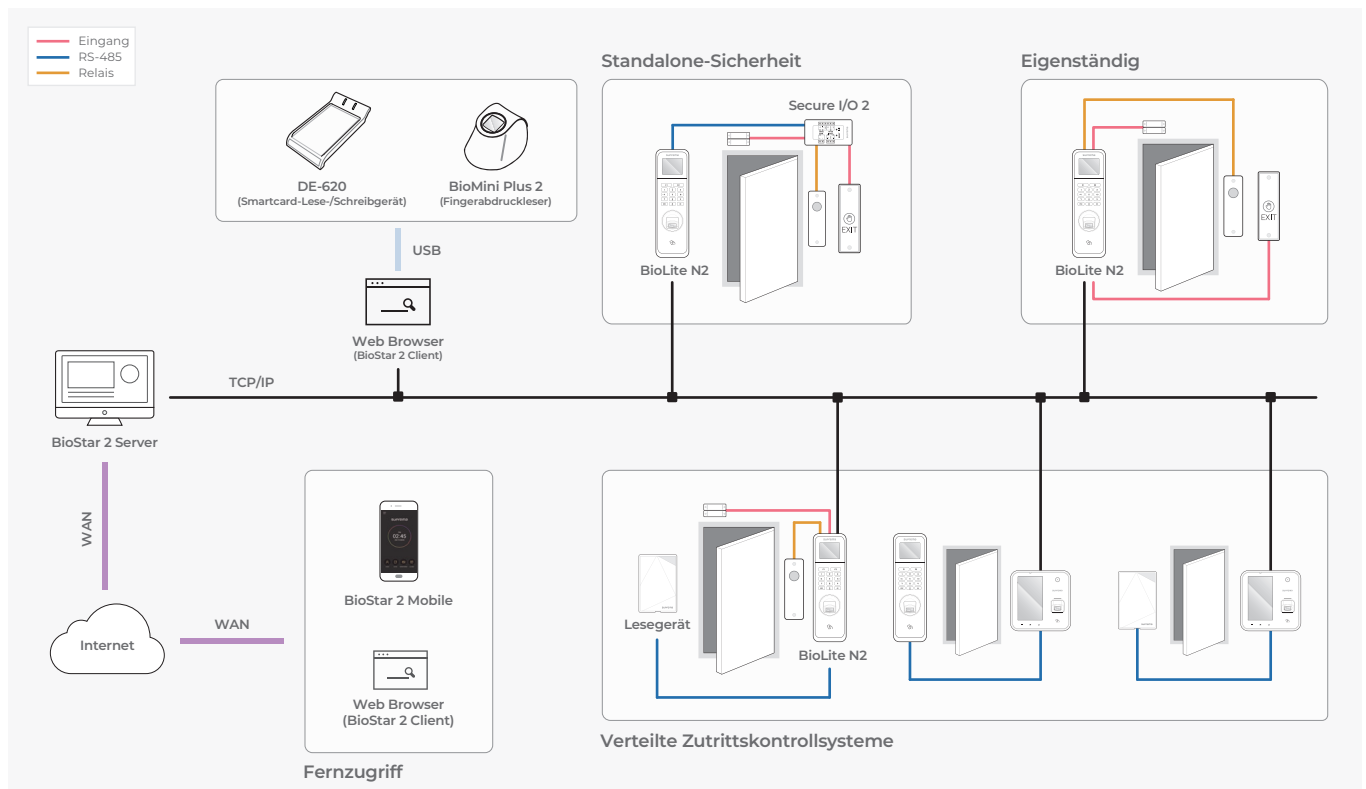 Eingang
RS-485
Relais
DE-620
(Smartcard-Lese-/Schreibgerät)
BioMini Plus 2
(Fingerabdruckleser)
USB
Web Browser
(BioStar 2 Client)
Standalone-Sicherheit
Secure I/O 2
EXIT
BioLite N2
Eigenständig
EXIT
BioLite N2
TCP/IP
BioStar 2 Server
WAN
Internet
WAN
02:45
BioStar 2 Mobile
Web Browser
(BioStar 2 Client)
Fernzugriff
Lesegerät
BioLite N2
Verteilte Zutrittskontrollsysteme